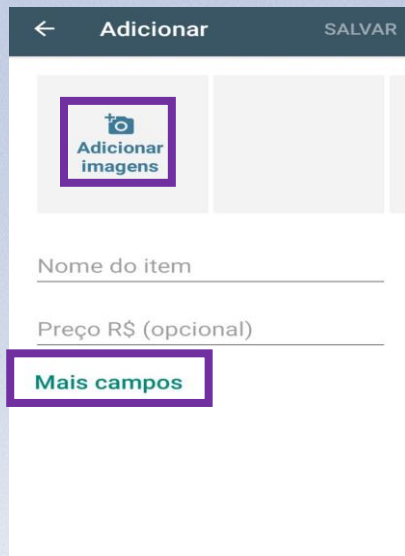 Adicionar SALVAR
Adicionar
imagens
Nome do item
Preço R$ (opcional)
Mais campos